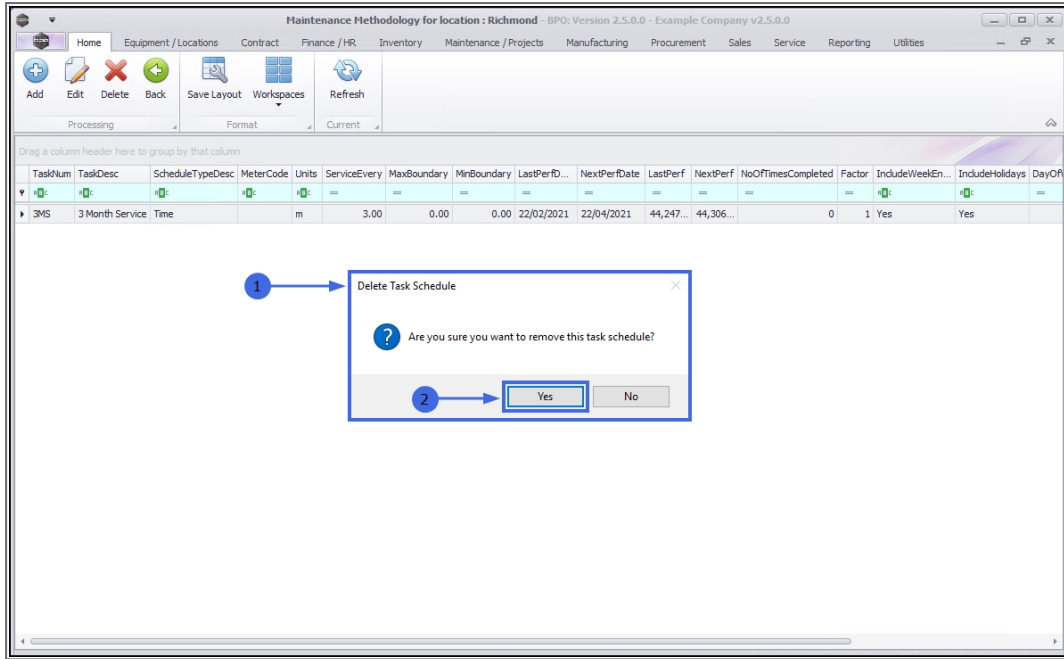 Maintenance Methodology for location : Richmond - BPO: Version 2.5.0.0 - Example Company v2.5.0.0
Home Equipment / Locations Contract Finance / HR Inventory Maintenance / Projects Manufacturing Procurement Sales Service Reporting Utilities
Add Edit Delete Back Save Layout Workspaces Refresh
Processing Format Current
Drag a column header here to group by that column
TaskNum TaskDesc ScheduleTypeDesc MeterCode Units ServiceEvery MaxBoundary MinBoundary LastPerfD... NextPerfDate LastPerf NextPerf NoOfTimesCompleted Factor IncludeWeekEn... IncludeHolidays DayOf
3MS 3 Month Service Time m 3.00 0.00 0.00 22/02/2021 22/04/2021 44,247... 44,306... 0 1 Yes Yes
1 Delete Task Schedule
Are you sure you want to remove this task schedule?
2 Yes No